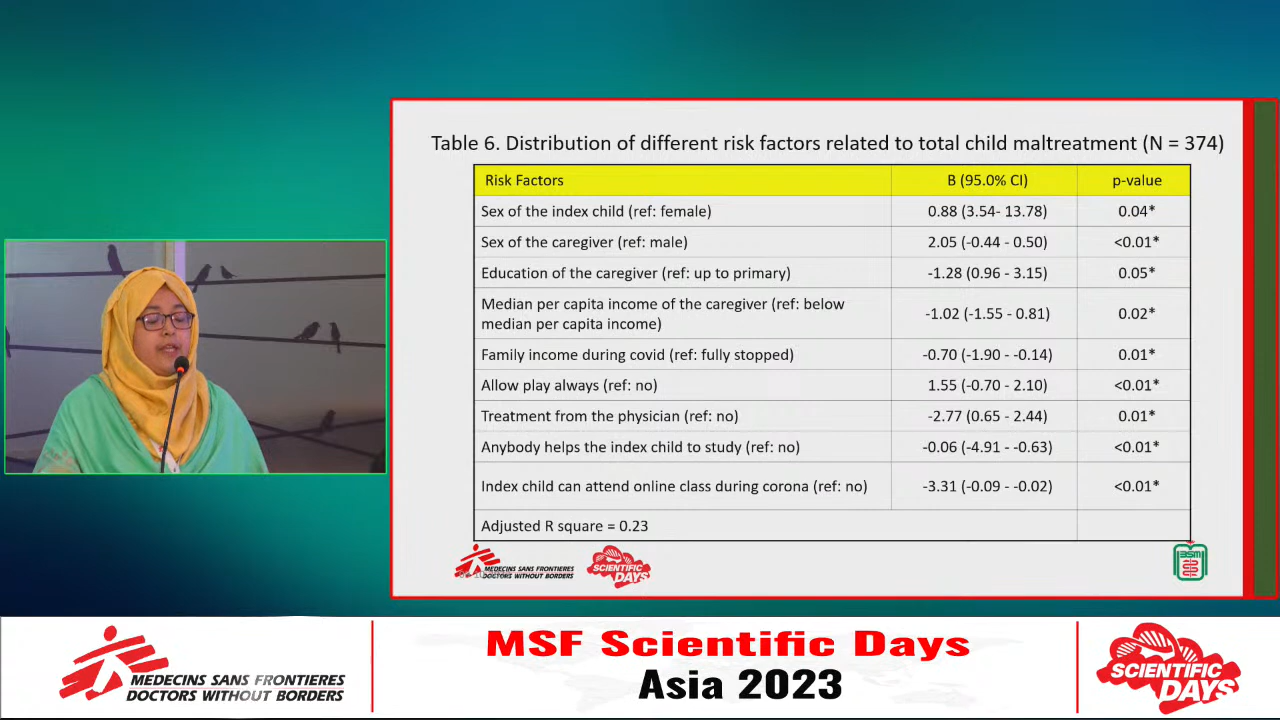 Table 6. Distribution of different risk factors related to total child maltreatment (N = 374)
Risk Factors B (95.0% CI) p-value
Sex of the index child (ref: female) 0.88 (3.54- 13.78) 0.04*
Sex of the caregiver (ref: male) 2.05 (-0.44 - 0.50) <0.01*
Education of the caregiver (ref: up to primary) -1.28 (0.96 - 3.15) 0.05*
Median per capita income of the caregiver (ref: below
median per capita income) -1.02 (-1.55 - 0.81) 0.02*
Family income during covid (ref: fully stopped) -0.70 (-1.90 - -0.14) 0.01*
Allow play always (ref: no) 1.55 (-0.70 - 2.10) <0.01*
Treatment from the physician (ref: no) -2.77 (0.65 - 2.44) 0.01*
Anybody helps the index child to study (ref: no) -0.06 (-4.91 - -0.63) <0.01*
Index child can attend online class during corona (ref: no) -3.31 (-0.09 - -0.02) <0.01*
Adjusted R square = 0.23
MEDECINS SANS FRONTIERES
DOCTORS WITHOUT BORDERS
SCIENTIFIC
DAYS
MEDECINS SANS FRONTIERES
DOCTORS WITHOUT BORDERS
MSF Scientific Days
Asia 2023
SCIENTIFIC
DAYS